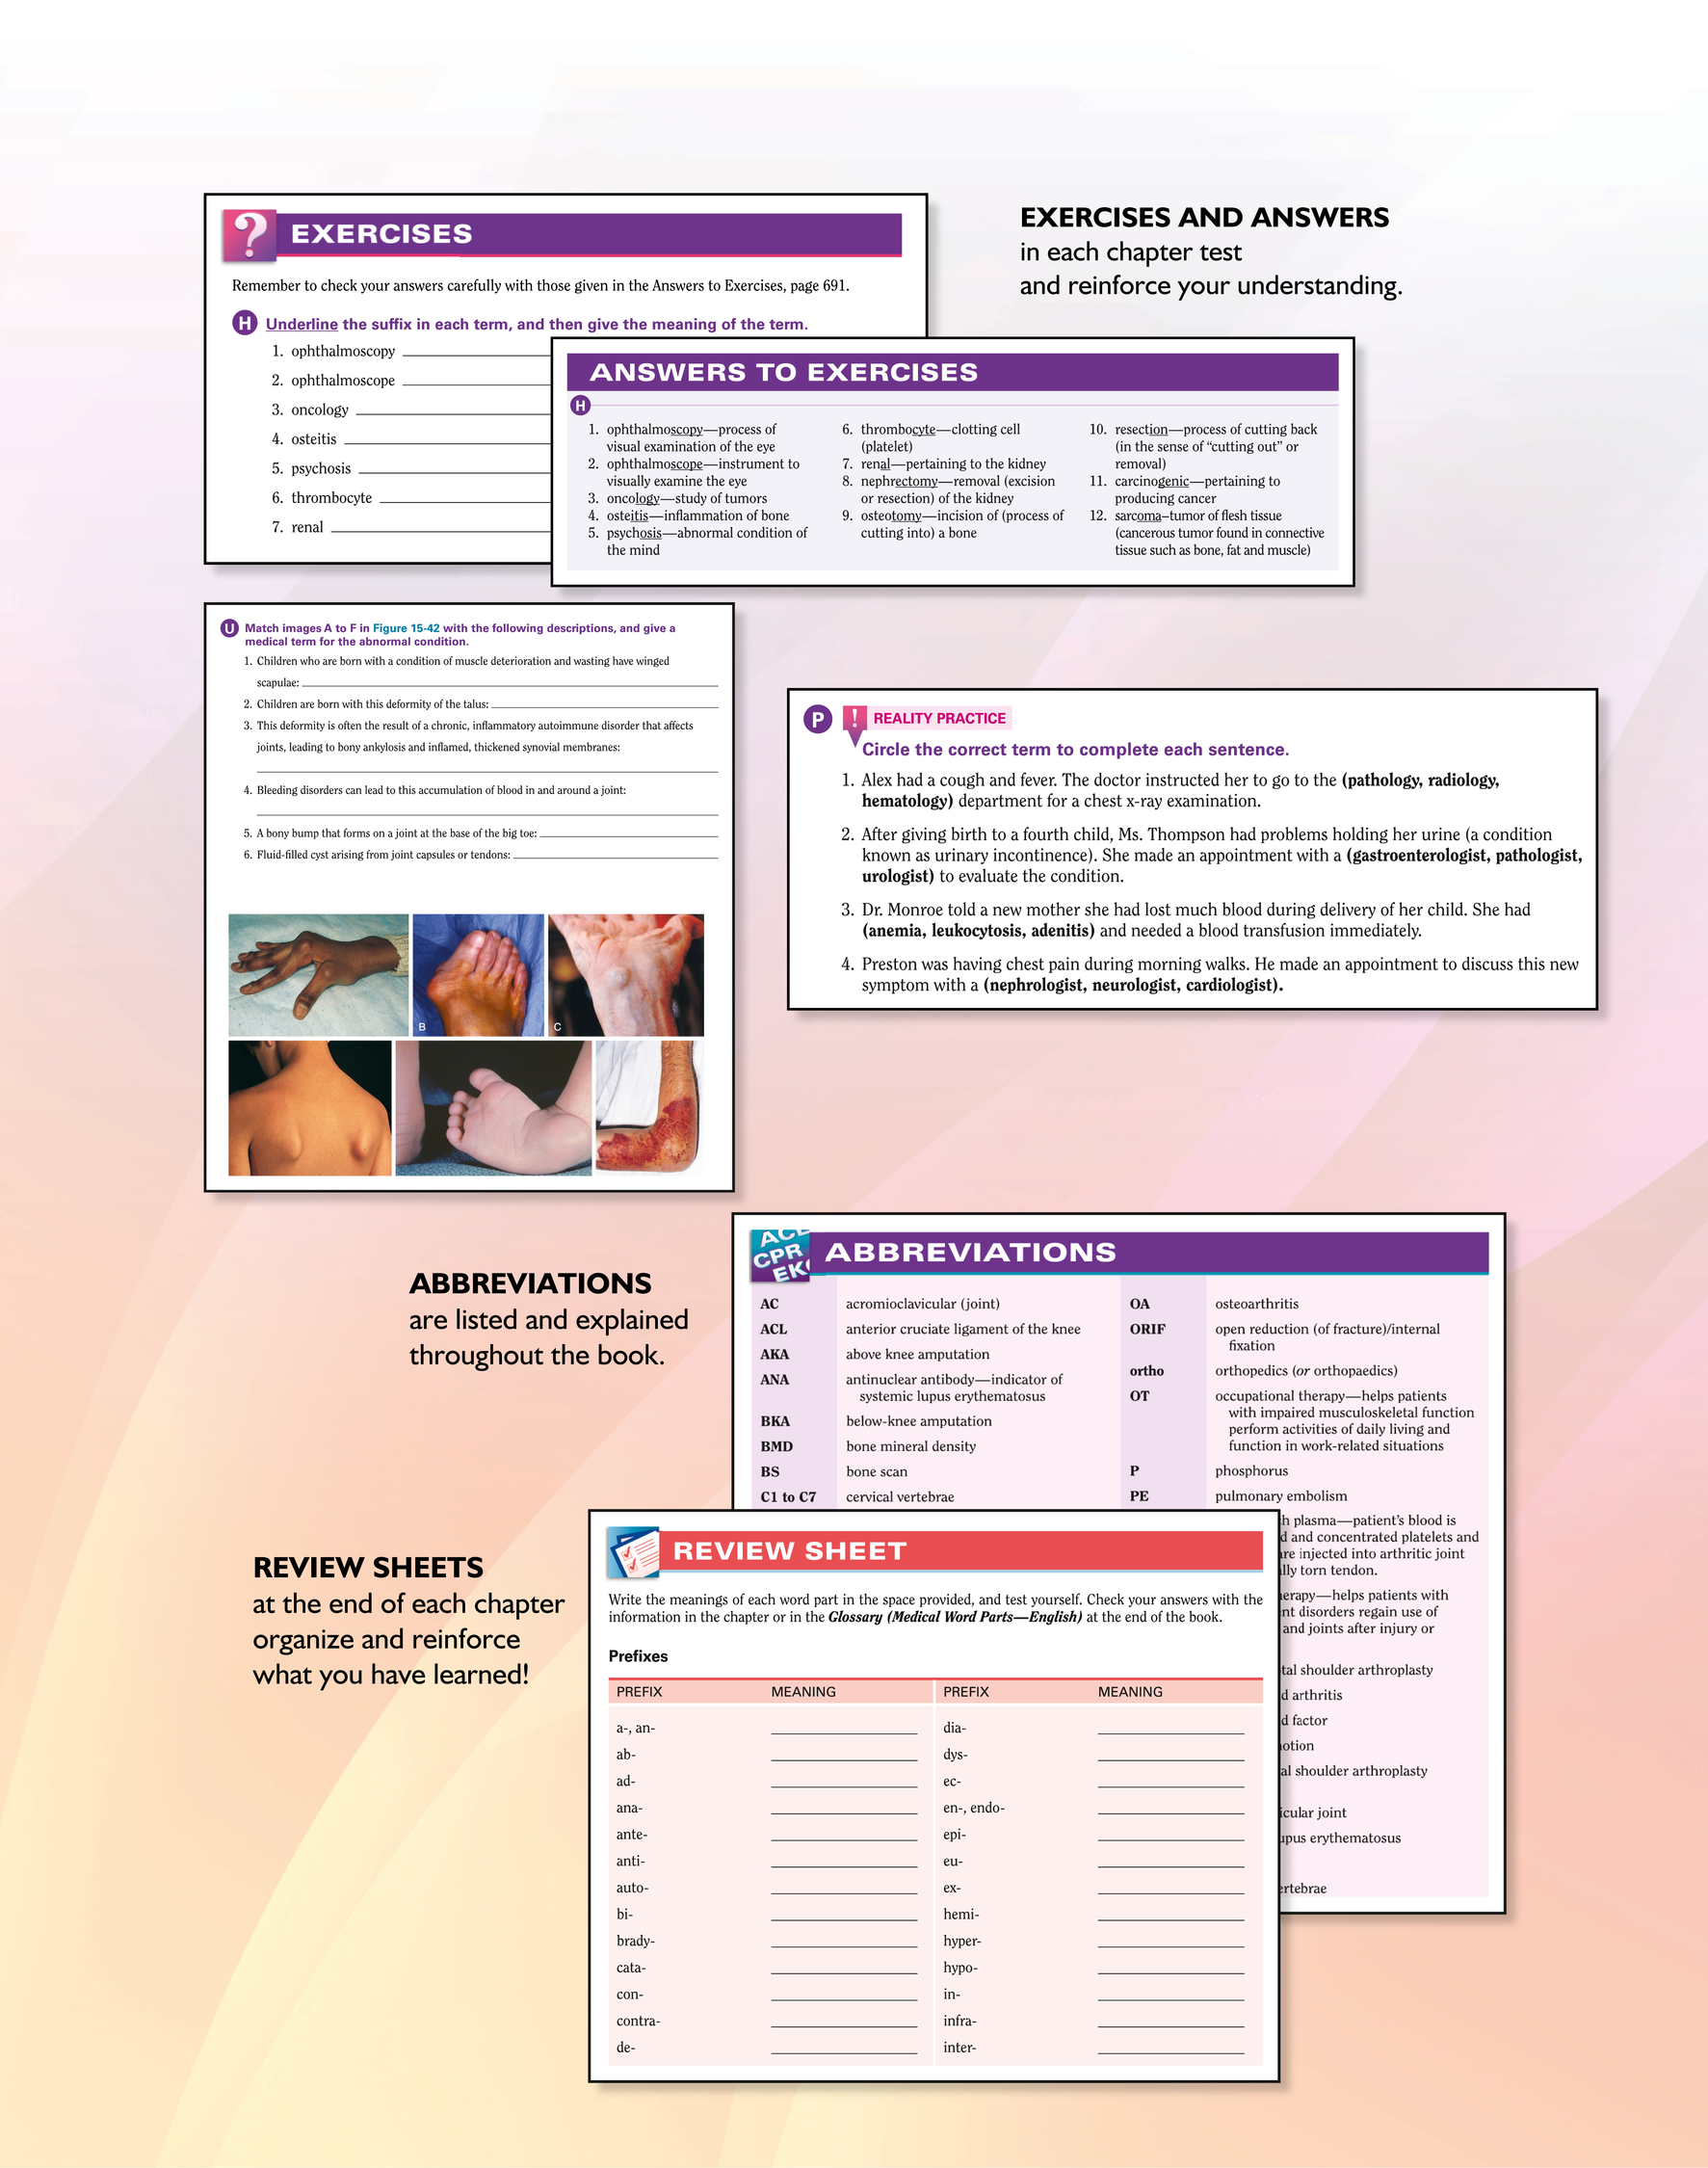 EXERCISES
Remember to check your answers carefully with those given in the Answers to Exercises, page 691.
H Underline the suffix in each term, and then give the meaning of the term.
1. ophthalmoscopy
2. ophthalmoscope
3. oncology
4. osteitis
5. psychosis
6. thrombocyte
7. renal
EXERCISES AND ANSWERS
in each chapter test
and reinforce your understanding.
ANSWERS TO EXERCISES
H
1. ophthalmoscopy—process of
visual examination of the eye
2. ophthalmoscope—instrument to
visually examine the eye
3. oncology—study of tumors
4. osteitis—inflammation of bone
5. psychosis—abnormal condition of
the mind
6. thrombocyte—clotting cell
(platelet)
7. renal—pertaining to the kidney
8. nephrectomy—removal (excision
or resection) of the kidney
9. osteotomy—incision of (process of
cutting into) a bone
10. resection—process of cutting back
(in the sense of “cutting out” or
removal)
11. carcinogenic—pertaining to
producing cancer
12. sarcoma–tumor of flesh tissue
(cancerous tumor found in connective
tissue such as bone, fat and muscle)
U Match images A to F in Figure 15-42 with the following descriptions, and give a
medical term for the abnormal condition.
1. Children who are born with a condition of muscle deterioration and wasting have winged
scapulae:
2. Children are born with this deformity of the talus:
3. This deformity is often the result of a chronic, inflammatory autoimmune disorder that affects
joints, leading to bony ankylosis and inflamed, thickened synovial membranes:
4. Bleeding disorders can lead to this accumulation of blood in and around a joint:
5. A bony bump that forms on a joint at the base of the big toe:
6. Fluid-filled cyst arising from joint capsules or tendons:
B
C
P ! REALITY PRACTICE
Circle the correct term to complete each sentence.
1. Alex had a cough and fever. The doctor instructed her to go to the (pathology, radiology,
hematology) department for a chest x-ray examination.
2. After giving birth to a fourth child, Ms. Thompson had problems holding her urine (a condition
known as urinary incontinence). She made an appointment with a (gastroenterologist, pathologist,
urologist) to evaluate the condition.
3. Dr. Monroe told a new mother she had lost much blood during delivery of her child. She had
(anemia, leukocytosis, adenitis) and needed a blood transfusion immediately.
4. Preston was having chest pain during morning walks. He made an appointment to discuss this new
symptom with a (nephrologist, neurologist, cardiologist).
ABBREVIATIONS
are listed and explained
throughout the book.
CPR
ABBREVIATIONS
AC acromioclavicular (joint)
ACL anterior cruciate ligament of the knee
AKA above knee amputation
ANA antinuclear antibody—indicator of
systemic lupus erythematosus
BKA below-knee amputation
BMD bone mineral density
BS bone scan
C1 to C7 cervical vertebrae
OA osteoarthritis
ORIF open reduction (of fracture)/internal
fixation
ortho orthopedics (or orthopaedics)
OT occupational therapy—helps patients
with impaired musculoskeletal function
perform activities of daily living and
function in work-related situations
P phosphorus
PE pulmonary embolism
plasma—patient’s blood is
and concentrated platelets and
are injected into arthritic joint
torn tendon.
therapy—helps patients with
disorders regain use of
and joints after injury or
shoulder arthroplasty
arthritis
factor
shoulder arthroplasty
joint
erythematosus
REVIEW SHEETS
at the end of each chapter
organize and reinforce
what you have learned!
REVIEW SHEET
Write the meanings of each word part in the space provided, and test yourself. Check your answers with the
information in the chapter or in the Glossary (Medical Word Parts—English) at the end of the book.
Prefixes
PREFIX MEANING PREFIX MEANING
a-, an- dia-
ab- dys-
ad- ec-
ana- en-, endo-
ante- epi-
anti- eu-
auto- ex-
bi- hemi-
brady- hyper-
cata- hypo-
con- in-
contra- infra-
de- inter-